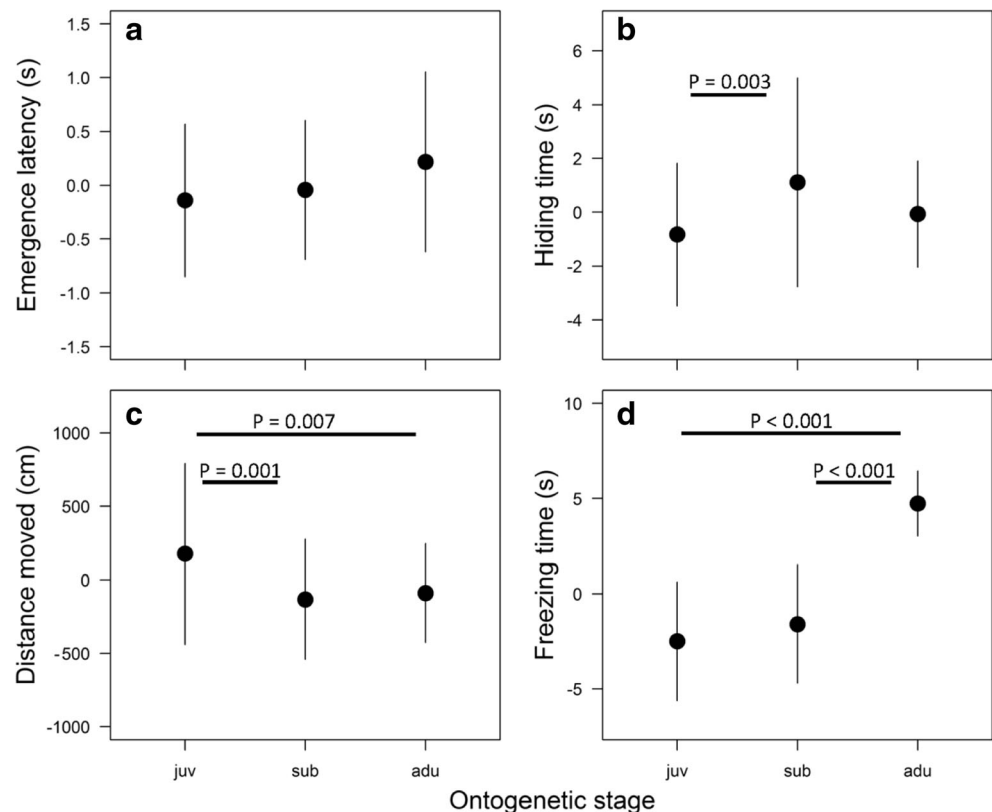 a
Emergence latency (s)
1.5
1.0
0.5
0.0
-0.5
-1.0
-1.5
b
Hiding time (s)
6
4
2
0
-2
-4
P = 0.003
c
Distance moved (cm)
1000
500
0
-500
-1000
P = 0.007
P = 0.001
juv sub adu
d
Freezing time (s)
10
5
0
-5
P < 0.001
P < 0.001
juv sub adu
Ontogenetic stage